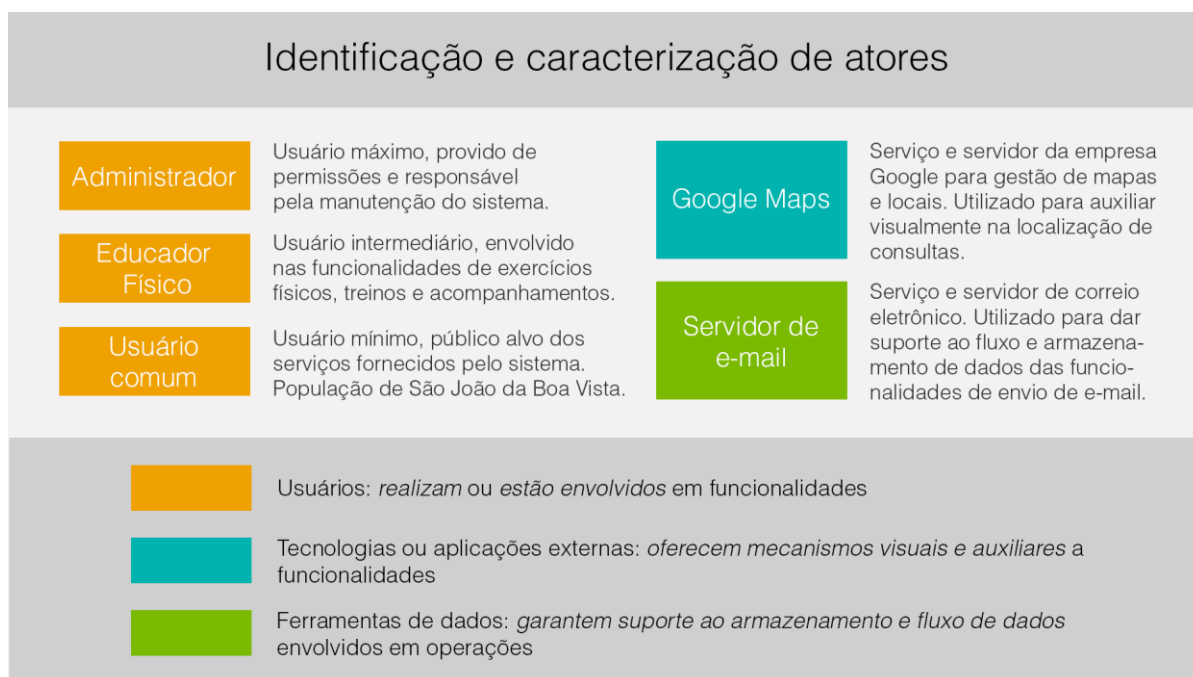 Identificação e caracterização de atores
Administrador
Usuário máximo, provido de
permissões e responsável
pela manutenção do sistema.
Educador
Físico
Usuário intermediário, envolvido
nas funcionalidades de exercícios
físicos, treinos e acompanhamentos.
Usuário
comum
Usuário mínimo, público alvo dos
serviços fornecidos pelo sistema.
População de São João da Boa Vista.
Google Maps
Serviço e servidor da empresa
Google para gestão de mapas
e locais. Utilizado para auxiliar
visualmente na localização de
consultas.
Servidor de
e-mail
Serviço e servidor de correio
eletrônico. Utilizado para dar
suporte ao fluxo e armazena-
mento de dados das funcio-
nalidades de envio de e-mail.
Usuários: realizam ou estão envolvidos em funcionalidades
Tecnologias ou aplicações externas: oferecem mecanismos visuais e auxiliares a
funcionalidades
Ferramentas de dados: garantem suporte ao armazenamento e fluxo de dados
envolvidos em operações